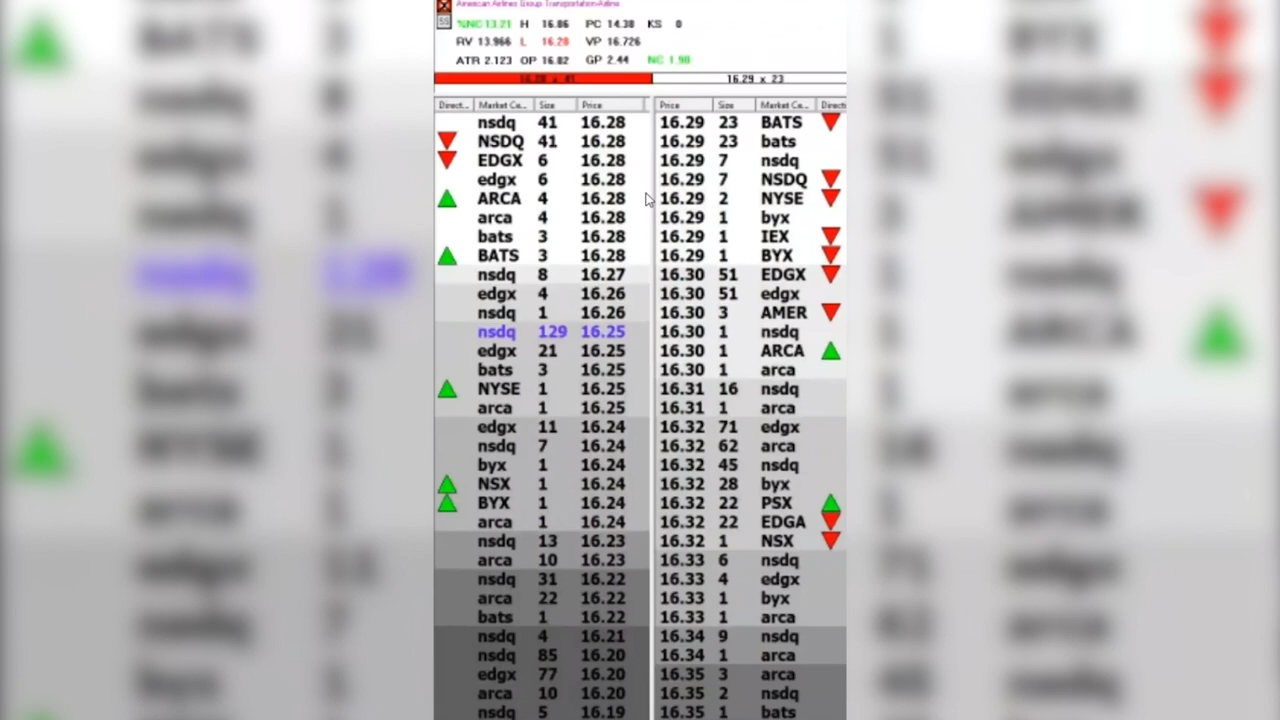 American Airlines Group-Transportation-Airline
%NC 13.21 H 16.86 PC 14.30 KS 0
RV 13.966 L 16.20 VP 16.726
ATR 2.123 OP 16.82 GP 2.44 NC 1.90
16.28 x 41 16.29 x 23
Direct... Market Ce... Size Price Price Size Market Ce... Directi
nsdq 41 16.28 16.29 23 BATS
NSDQ 41 16.28 16.29 23 bats
EDGX 6 16.28 16.29 7 nsdq
edgx 6 16.28 16.29 7 NSDQ
ARCA 4 16.28 16.29 2 NYSE
arca 4 16.28 16.29 1 byx
bats 3 16.28 16.29 1 IEX
BATS 3 16.28 16.29 1 BYX
nsdq 8 16.27 16.30 51 EDGX
edgx 4 16.26 16.30 51 edgx
nsdq 1 16.26 16.30 3 AMER
nsdq 129 16.25 16.30 1 nsdq
edgx 21 16.25 16.30 1 ARCA
bats 3 16.25 16.30 1 arca
NYSE 1 16.25 16.31 16 nsdq
arca 1 16.25 16.31 1 arca
edgx 11 16.24 16.32 71 edgx
nsdq 7 16.24 16.32 62 arca
byx 1 16.24 16.32 45 nsdq
NSX 1 16.24 16.32 28 byx
BYX 1 16.24 16.32 22 PSX
arca 1 16.24 16.32 22 EDGA
nsdq 13 16.23 16.32 1 NSX
arca 10 16.23 16.33 6 nsdq
nsdq 31 16.22 16.33 4 edgx
arca 22 16.22 16.33 1 byx
bats 1 16.22 16.33 1 arca
nsdq 4 16.21 16.34 9 nsdq
nsdq 85 16.20 16.34 1 arca
edgx 77 16.20 16.35 3 arca
arca 10 16.20 16.35 2 nsdq
nsdq 5 16.19 16.35 1 bats